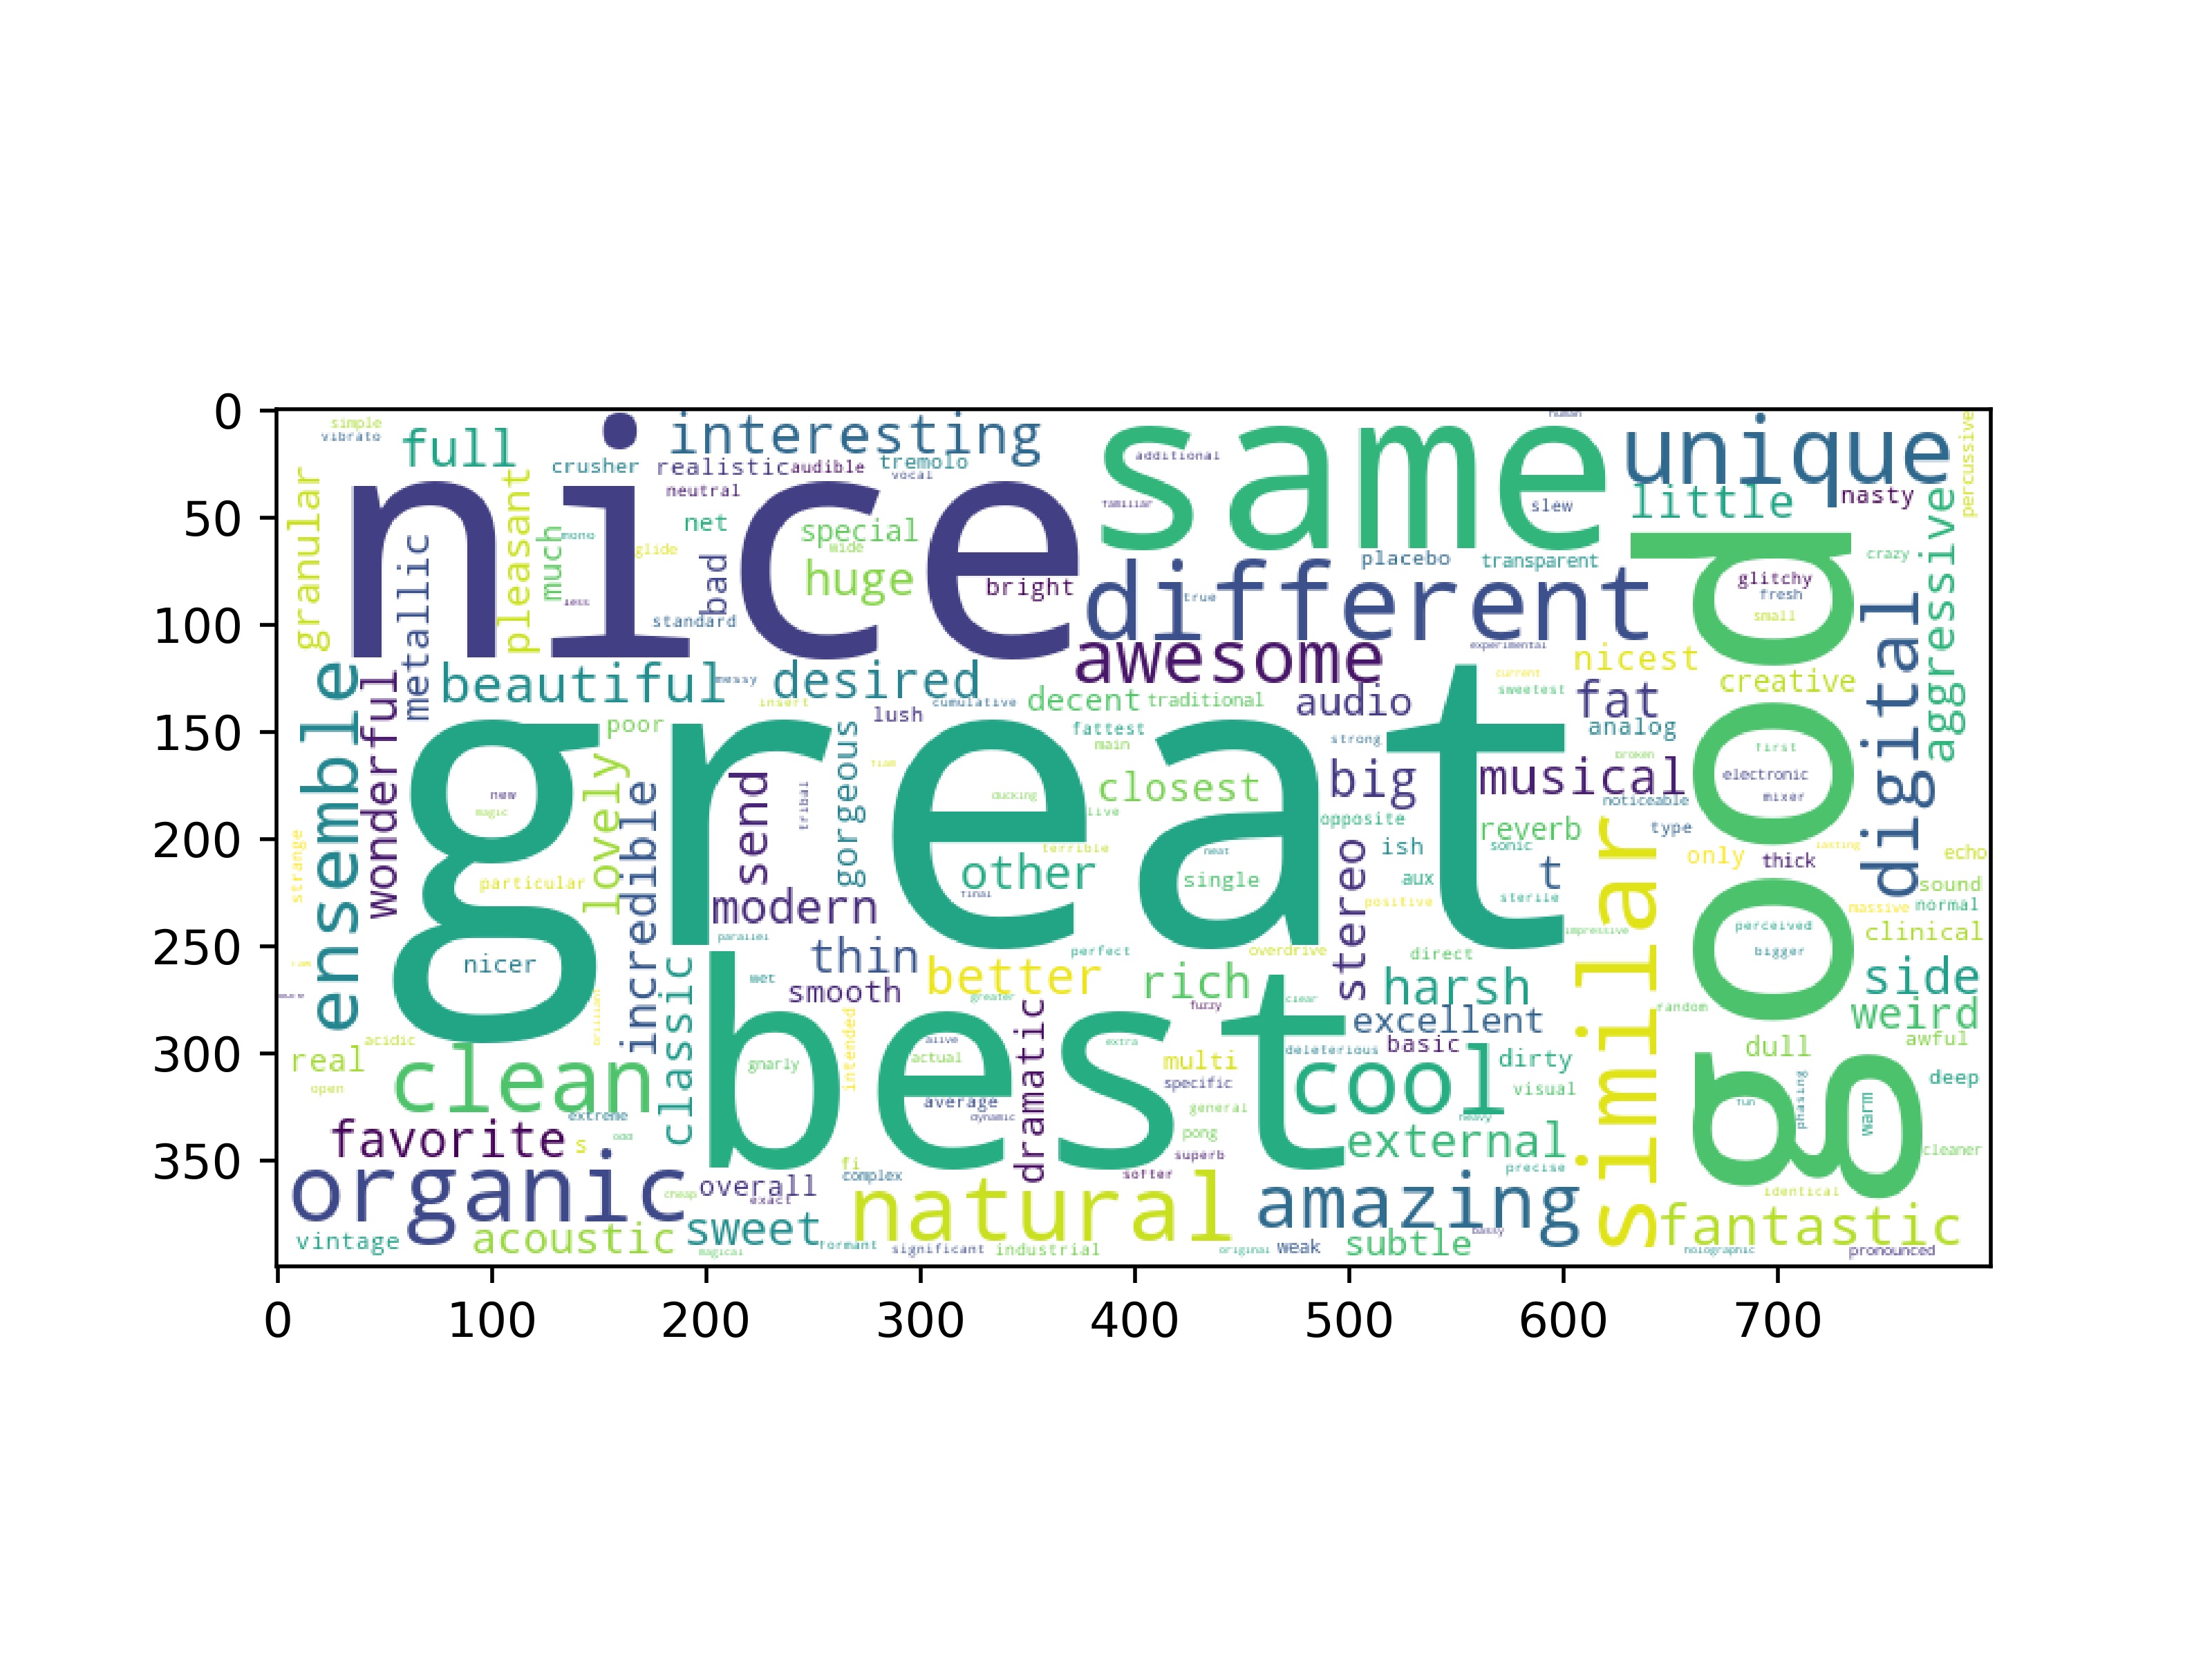 0
50
100
150
200
250
300
350
0
100
200
300
400
500
600
700
simple
vibrato
full
interesting
same
unique
human
percussive
crusher
realistic
audible
tremolo
vocal
additional
neutral
nice
familiar
slew
little
nasty
granular
pleasant
metallic
much
mono
less
net
glide
bad
special
wide
huge
bright
standard
placebo
transparent
different
true
crazy
glitchy
fresh
small
good
digital
aggressive
ensemble
wonderful
beautiful
messy
desired
awesome
experimental
nicest
current
sweetest
creative
insert
cumulative
decent
traditional
audio
fat
analog
poor
lush
fattest
main
strong
broken
first
great
lovely
incredible
gorgeous
send
tribal
new
magic
ducking
live
closest
big
musical
electronic
mixer
noticeable
opposite
reverb
type
strange
terrible
neat
ish
sonic
only
thick
lasting
echo
particular
other
final
single
aux
t
sound
modern
stereo
positive
sterile
massive
normal
parallel
similar
impressive
perceived
clinical
nicer
thin
perfect
overdrive
direct
bigger
wet
better
rich
harsh
side
smooth
greater
fuzzy
clear
random
weird
brilliant
classic
best
intended
dramatic
excellent
acidic
alive
extra
deleterious
basic
dull
awful
real
clean
gnarly
actual
multi
dirty
open
specific
cool
visual
deep
average
dynamic
general
heavy
fun
phasing
warm
extreme
favorite
s
odd
pong
external
cleaner
superb
fi
complex
softer
precise
organic
cheap
overall
exact
natural
amazing
identical
vintage
acoustic
sweet
magical
formant
significant
industrial
original
weak
subtle
bassy
fantastic
holographic
pronounced